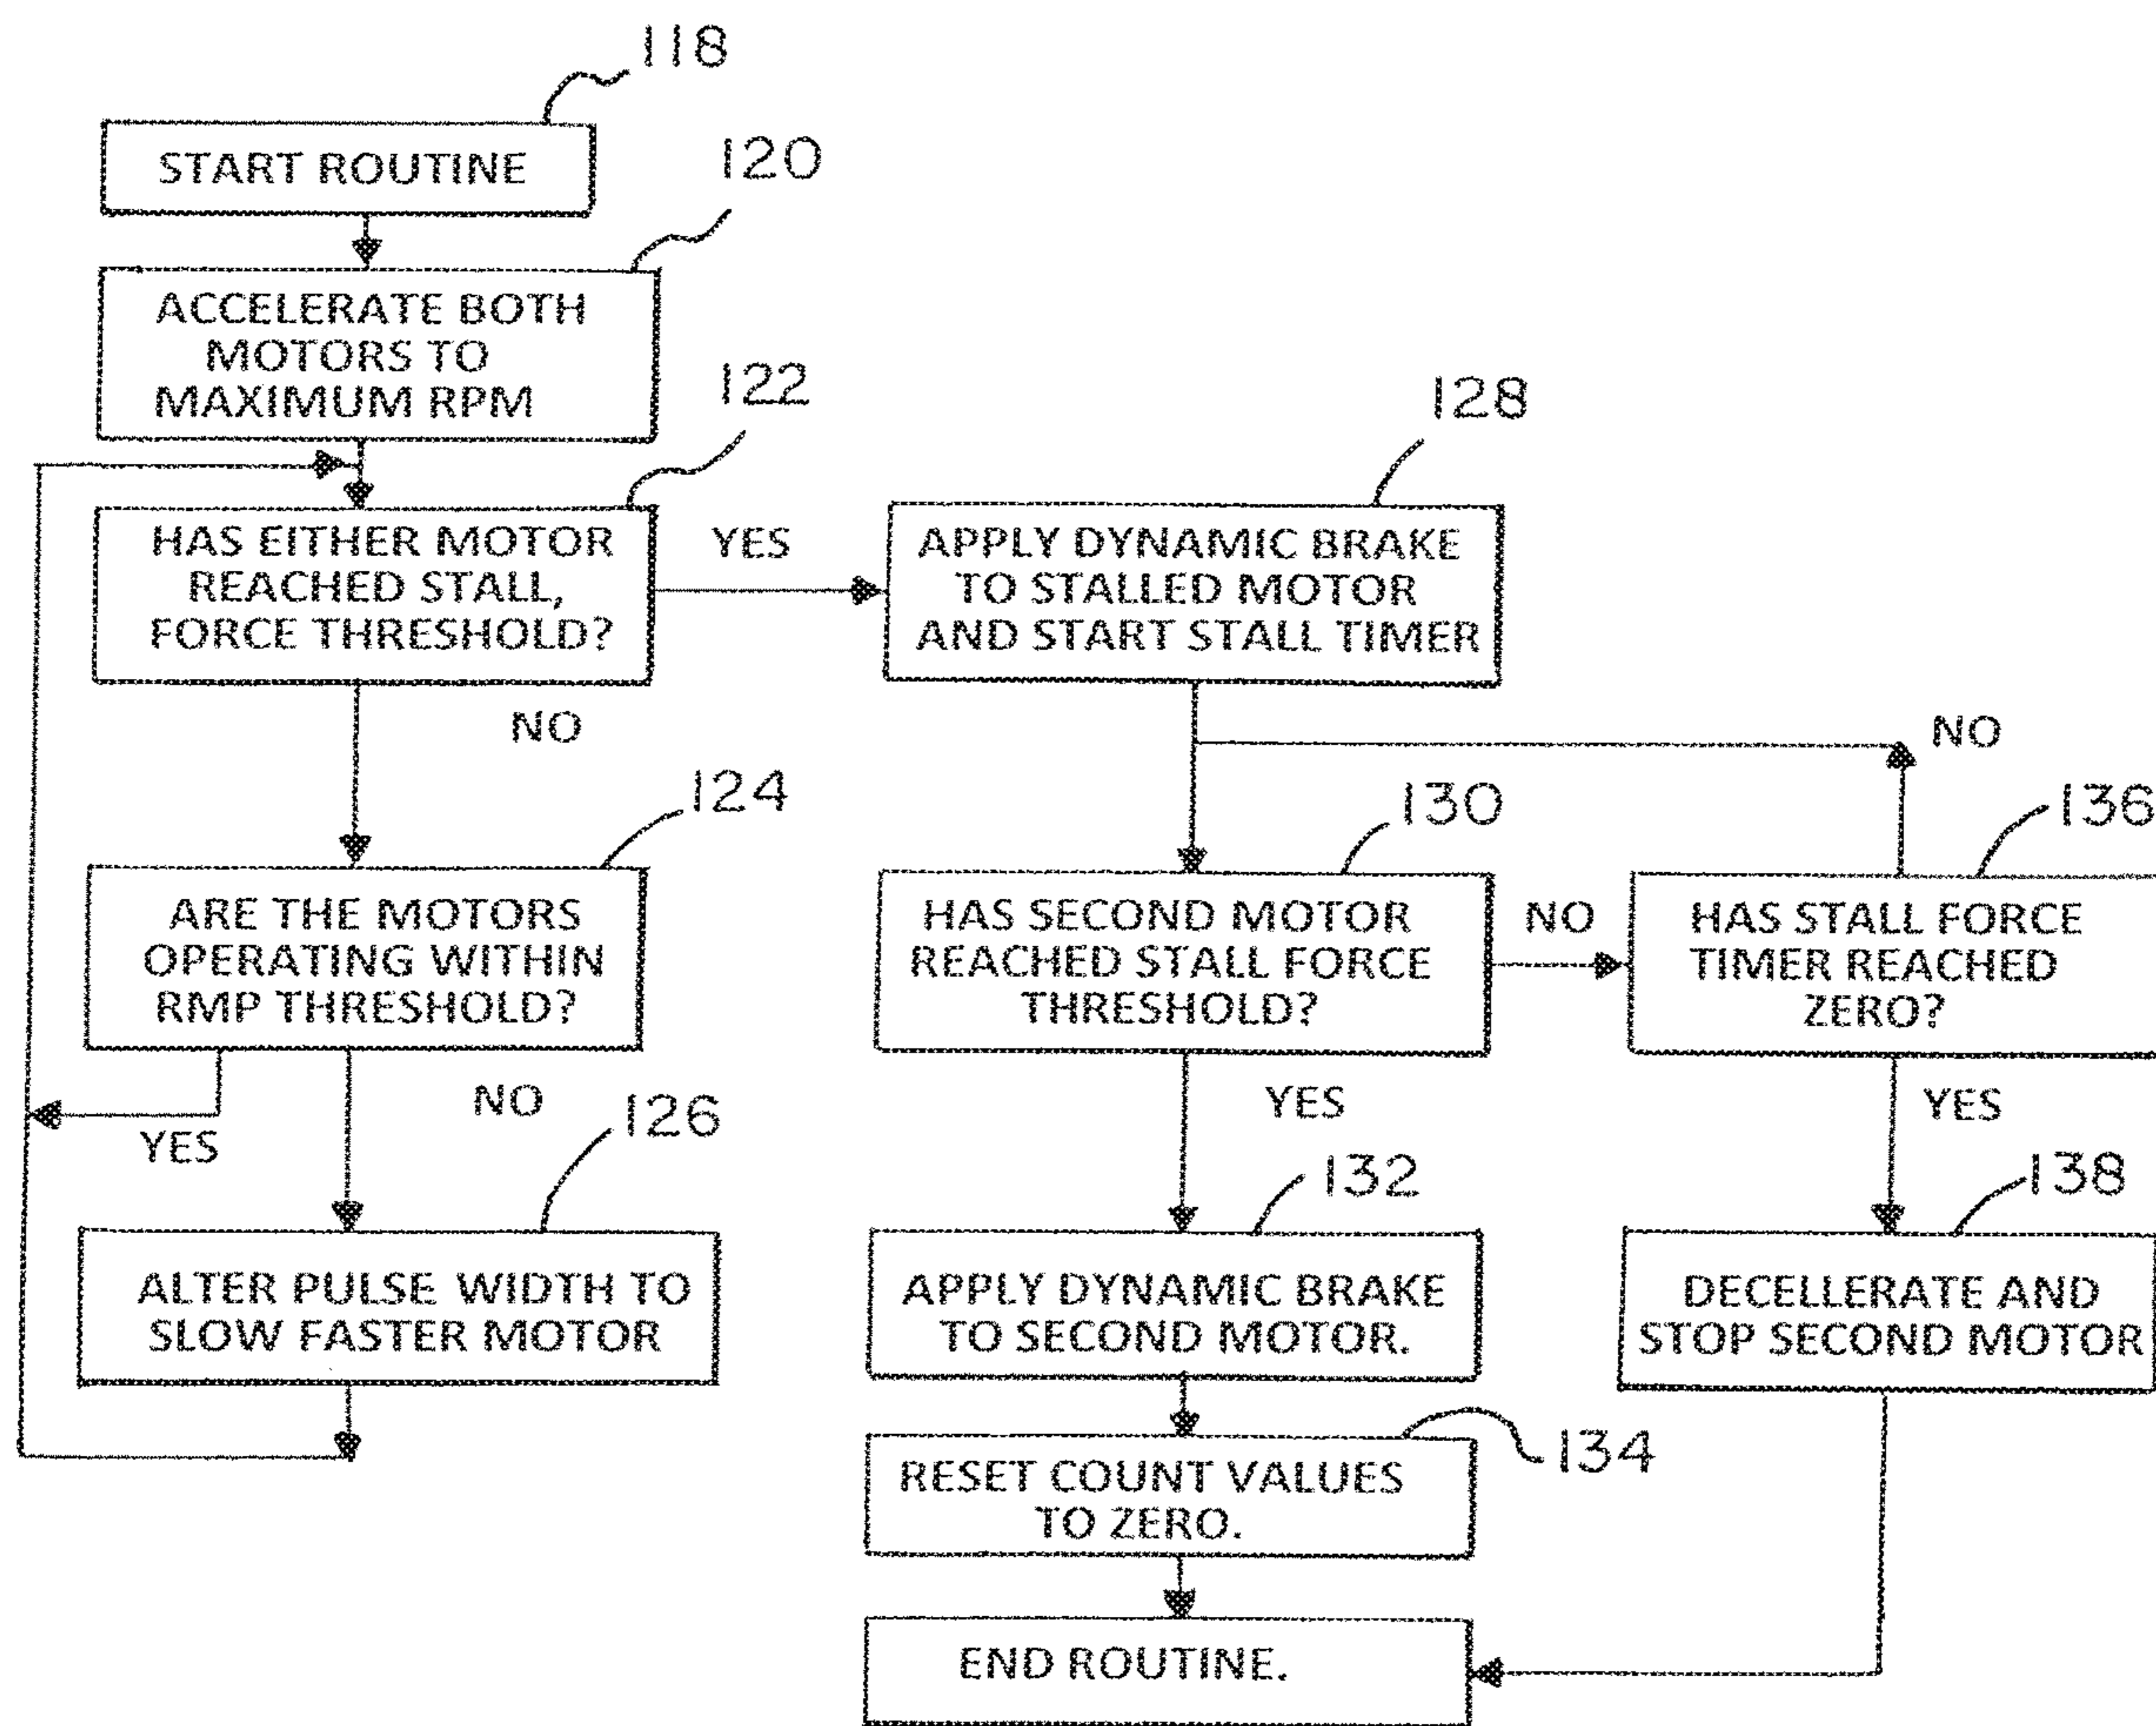 118
START ROUTINE
120
ACCELERATE BOTH
MOTORS TO
MAXIMUM RPM
122
HAS EITHER MOTOR
REACHED STALL,
FORCE THRESHOLD?
YES
NO
128
APPLY DYNAMIC BRAKE
TO STALLED MOTOR
AND START STALL TIMER
NO
124
ARE THE MOTORS
OPERATING WITHIN
RMP THRESHOLD?
YES
NO
130
HAS SECOND MOTOR
REACHED STALL FORCE
THRESHOLD?
NO
YES
136
HAS STALL FORCE
TIMER REACHED
ZERO?
YES
126
ALTER PULSE WIDTH TO
SLOW FASTER MOTOR
132
APPLY DYNAMIC BRAKE
TO SECOND MOTOR.
138
DECELLERATE AND
STOP SECOND MOTOR
134
RESET COUNT VALUES
TO ZERO.
END ROUTINE.